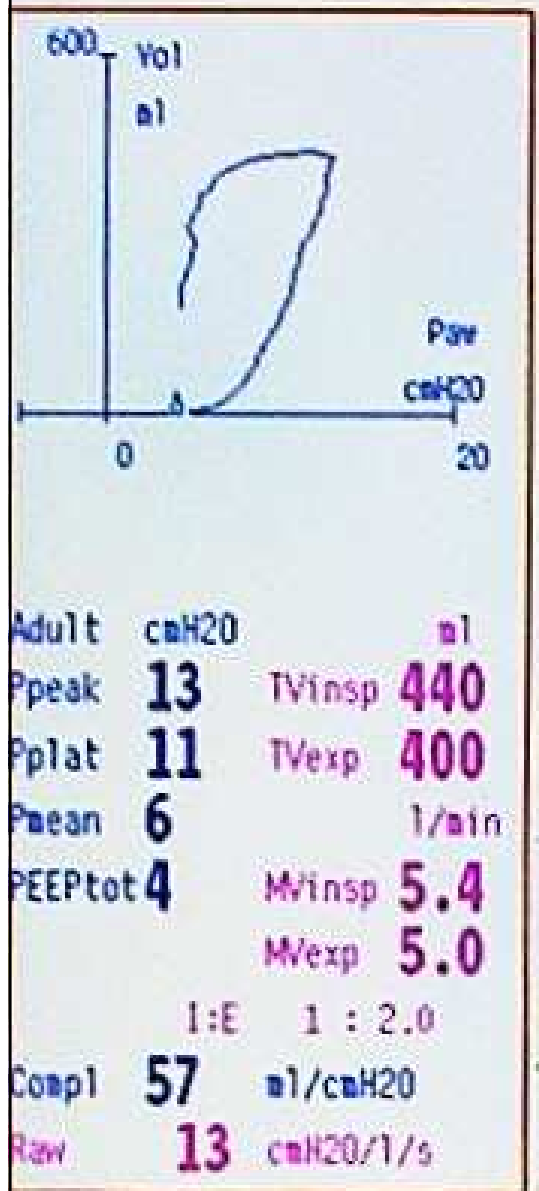 600 Vol
ml
Paw
cmH2O
0 20
Adult cmH2O ml
Ppeak 13 TVinsp 440
Pplat 11 TVexp 400
Pmean 6 l/min
PEEPtot 4 MVinsp 5.4
MVexp 5.0
I:E 1 : 2.0
Compl 57 ml/cmH2O
Raw 13 cmH2O/l/s